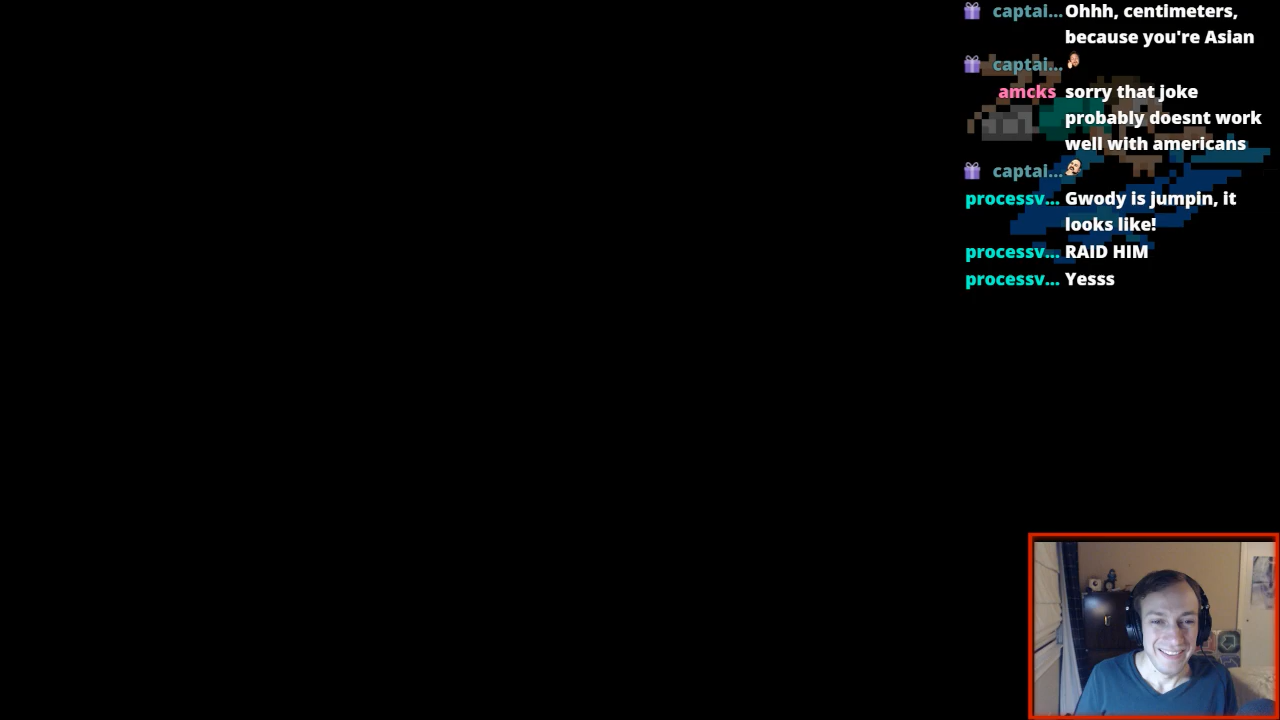 captai... Ohhh, centimeters,
because you're Asian
captai...
amcks sorry that joke
probably doesnt work
well with americans
captai...
processv... Gwody is jumpin, it
looks like!
processv... RAID HIM
processv... Yesss